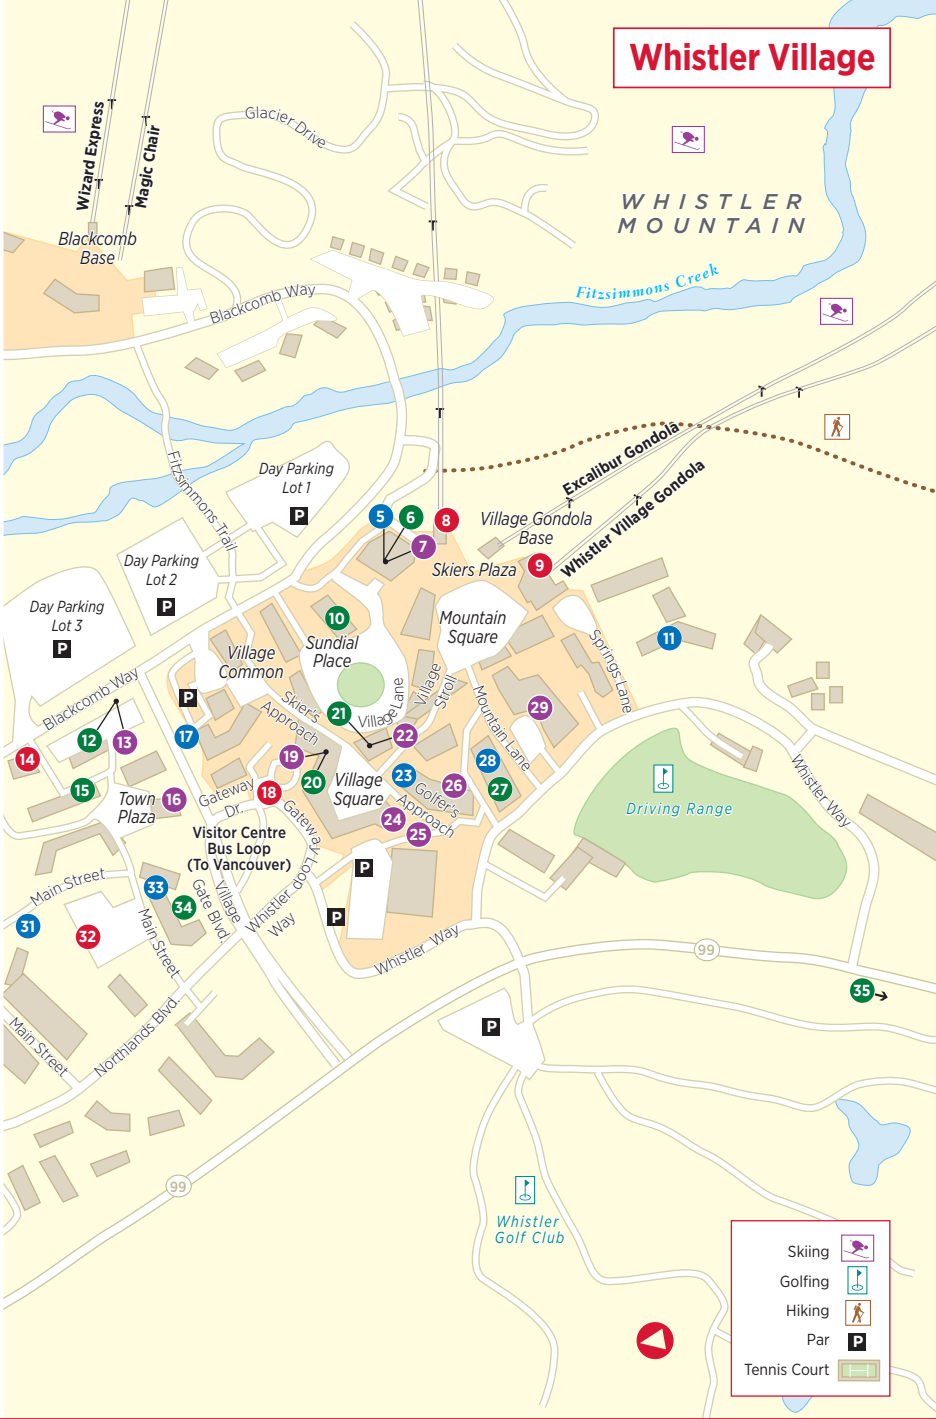 Whistler Village
Wizard Express
Magic Chair
Glacier Drive
WHISTLER
MOUNTAIN
Blackcomb
Base
Fitzsimmons Creek
Blackcomb Way
Excalibur Gondola
Whistler Village Gondola
Fitzsimmons Trail
Day Parking
Lot 1
P
5
6
8
7
Village Gondola
Base
Skiers Plaza
9
Day Parking
Lot 2
P
Day Parking
Lot 3
P
10
Sundial
Place
Mountain
Square
11
Springs Lane
Village
Common
Village
Stroll
Village Lane
Skier's
Approach
Mountain Lane
Blackcomb Way
P
12
13
14
15
Town
Plaza
16
17
18
19
20
21
22
29
28
27
26
23
24
25
Village
Square
Golfer's
Approach
Gateway
Dr.
Gateway Loop
Visitor Centre
Bus Loop
(To Vancouver)
Driving Range
Whistler Way
P
P
Main Street
33
34
31
32
Village
Gate Blvd.
Whistler
Way
Whistler Way
Main Street
Main Street
Northlands Blvd.
99
35
P
99
Whistler
Golf Club
Skiing
Golfing
Hiking
Par P
Tennis Court